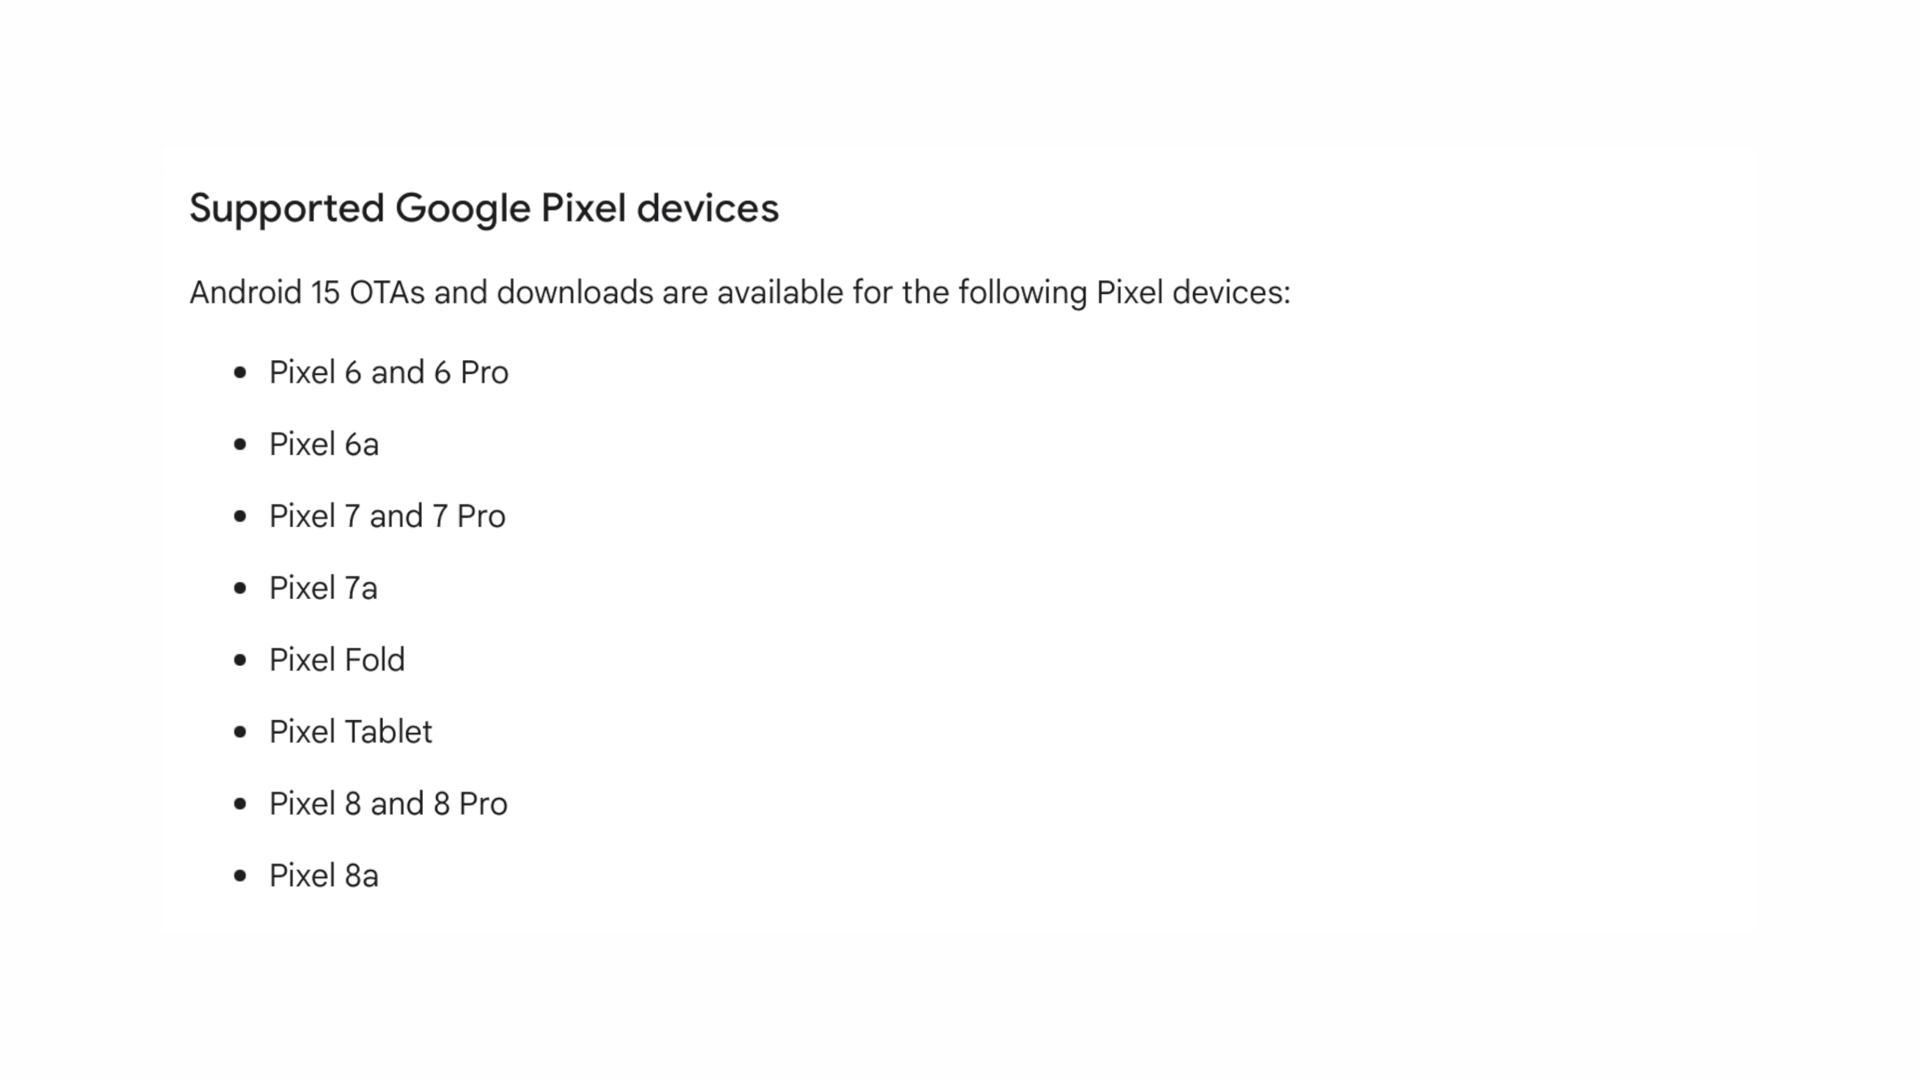 Supported Google Pixel devices
Android 15 OTAs and downloads are available for the following Pixel devices:
• Pixel 6 and 6 Pro
• Pixel 6a
• Pixel 7 and 7 Pro
• Pixel 7a
• Pixel Fold
• Pixel Tablet
• Pixel 8 and 8 Pro
• Pixel 8a